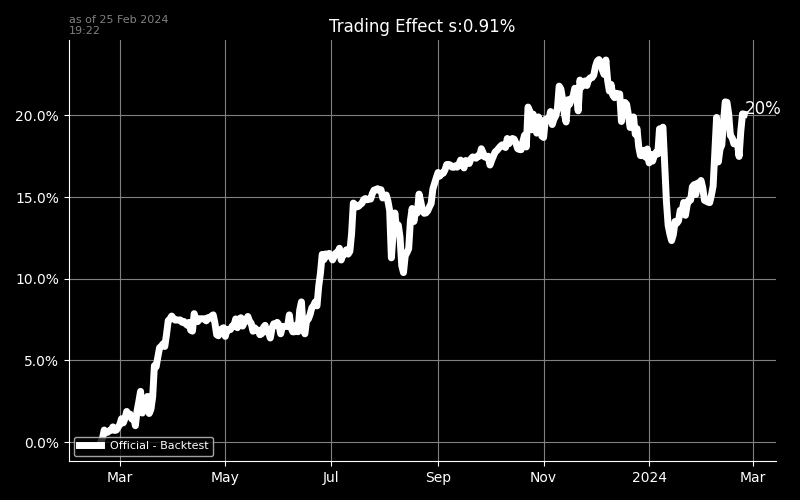 as of 25 Feb 2024
19:22
Trading Effect s:0.91%
20.0%
15.0%
10.0%
5.0%
0.0%
20%
Official - Backtest
Mar May Jul Sep Nov 2024 Mar